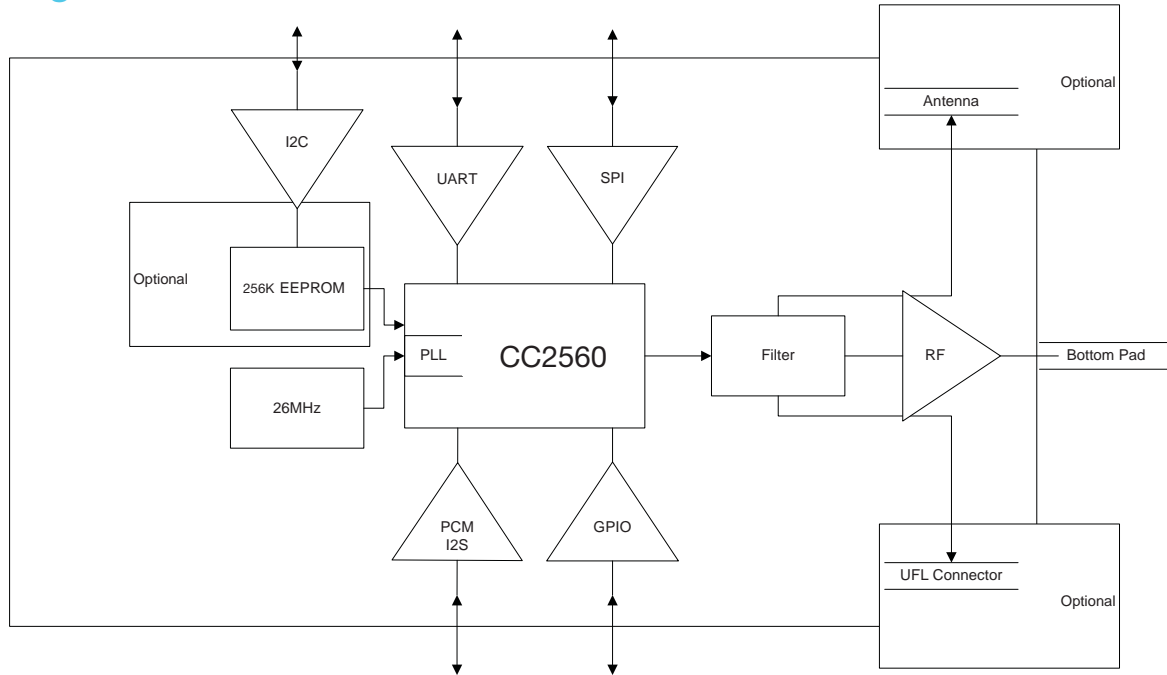 Optional
Antenna
I2C
UART
SPI
Optional
256K EEPROM
PLL
CC2560
Filter
RF
Bottom Pad
26MHz
PCM
I2S
GPIO
UFL Connector
Optional